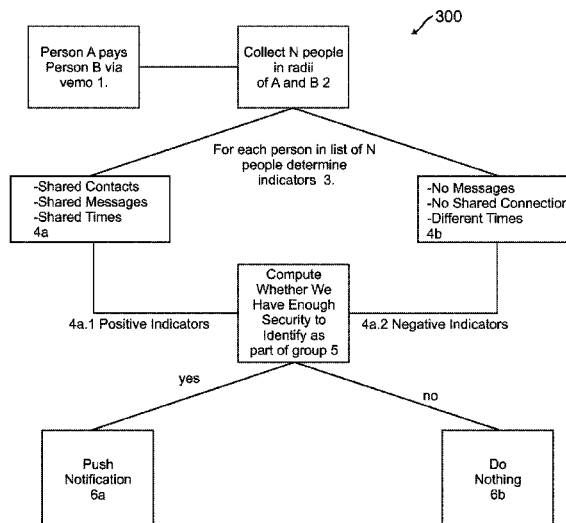 300
Person A pays
Person B via
vemo 1.
Collect N people
in radii
of A and B 2
For each person in list of N
people determine
indicators 3.
-Shared Contacts
-Shared Messages
-Shared Times
4a
-No Messages
-No Shared Connection
-Different Times
4b
Compute
Whether We
Have Enough
Security to
Identify as
part of group 5
4a.1 Positive Indicators
4a.2 Negative Indicators
yes
no
Push
Notification
6a
Do
Nothing
6b